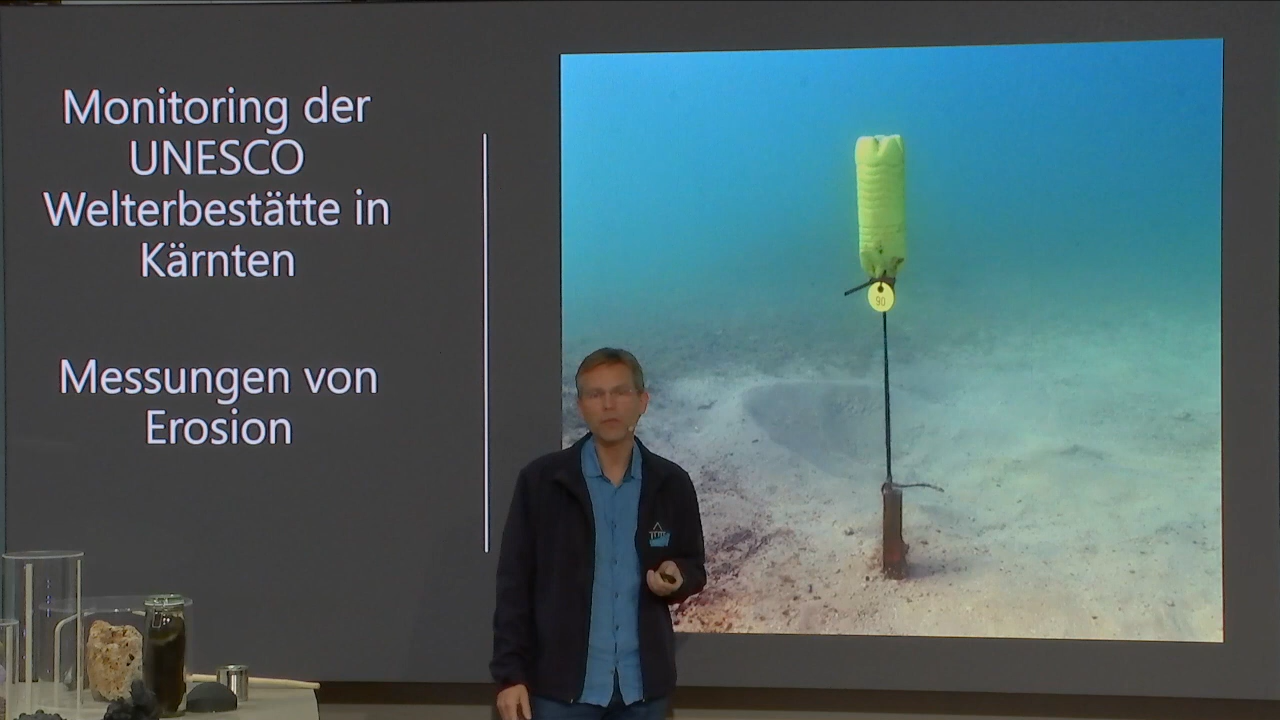 Monitoring der
UNESCO
Welterbestätte in
Kärnten
Messungen von
Erosion
90